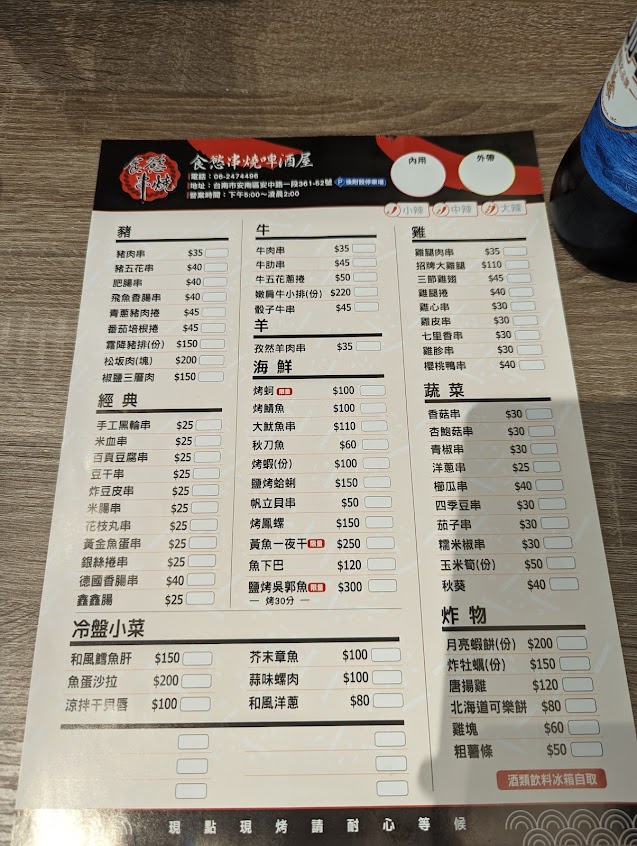 食慾串燒
食慾串燒啤酒屋
電話：06-2474496
地址：台南市安南區安中路一段361-52號 P 後附設停車場
營業時間：下午5:00～凌晨2:00
內用
外帶
小辣 中辣 大辣
豬
豬肉串 $35
豬五花串 $40
肥腸串 $40
飛魚香腸串 $40
青蔥豬肉捲 $45
番茄培根捲 $45
霜降豬排(份) $150
松坂肉(塊) $200
椒鹽三層肉 $150
經典
手工黑輪串 $25
米血串 $25
百頁豆腐串 $25
豆干串 $25
炸豆皮串 $25
米腸串 $25
花枝丸串 $25
黃金魚蛋串 $25
銀絲捲串 $25
德國香腸串 $40
鑫鑫腸 $25
牛
牛肉串 $35
牛肋串 $45
牛五花蔥捲 $50
嫩肩牛小排(份) $220
骰子牛串 $45
羊
孜然羊肉串 $35
海鮮
烤蚵 限量 $100
烤鯖魚 $100
大魷魚串 $110
秋刀魚 $60
烤蝦(份) $100
鹽烤蛤蜊 $150
帆立貝串 $50
烤鳳螺 $150
黃魚一夜干 限量 $250
魚下巴 $120
鹽烤吳郭魚 限量 $300
— 烤30分 —
雞
雞腿肉串 $35
招牌大雞腿 $110
三節雞翅 $45
雞腿捲 $40
雞心串 $30
雞皮串 $30
七里香串 $30
雞胗串 $30
櫻桃鴨串 $40
蔬菜
香菇串 $30
杏鮑菇串 $30
青椒串 $30
洋蔥串 $25
櫛瓜串 $40
四季豆串 $30
茄子串 $30
糯米椒串 $30
玉米筍(份) $50
秋葵 $40
炸物
月亮蝦餅(份) $200
炸牡蠣(份) $150
唐揚雞 $120
北海道可樂餅 $80
雞塊 $60
粗薯條 $50
冷盤小菜
和風鱈魚肝 $150
魚蛋沙拉 $200
涼拌干貝唇 $100
芥末章魚 $100
蒜味螺肉 $100
和風洋蔥 $80
酒類飲料冰箱自取
現點現烤請耐心等候